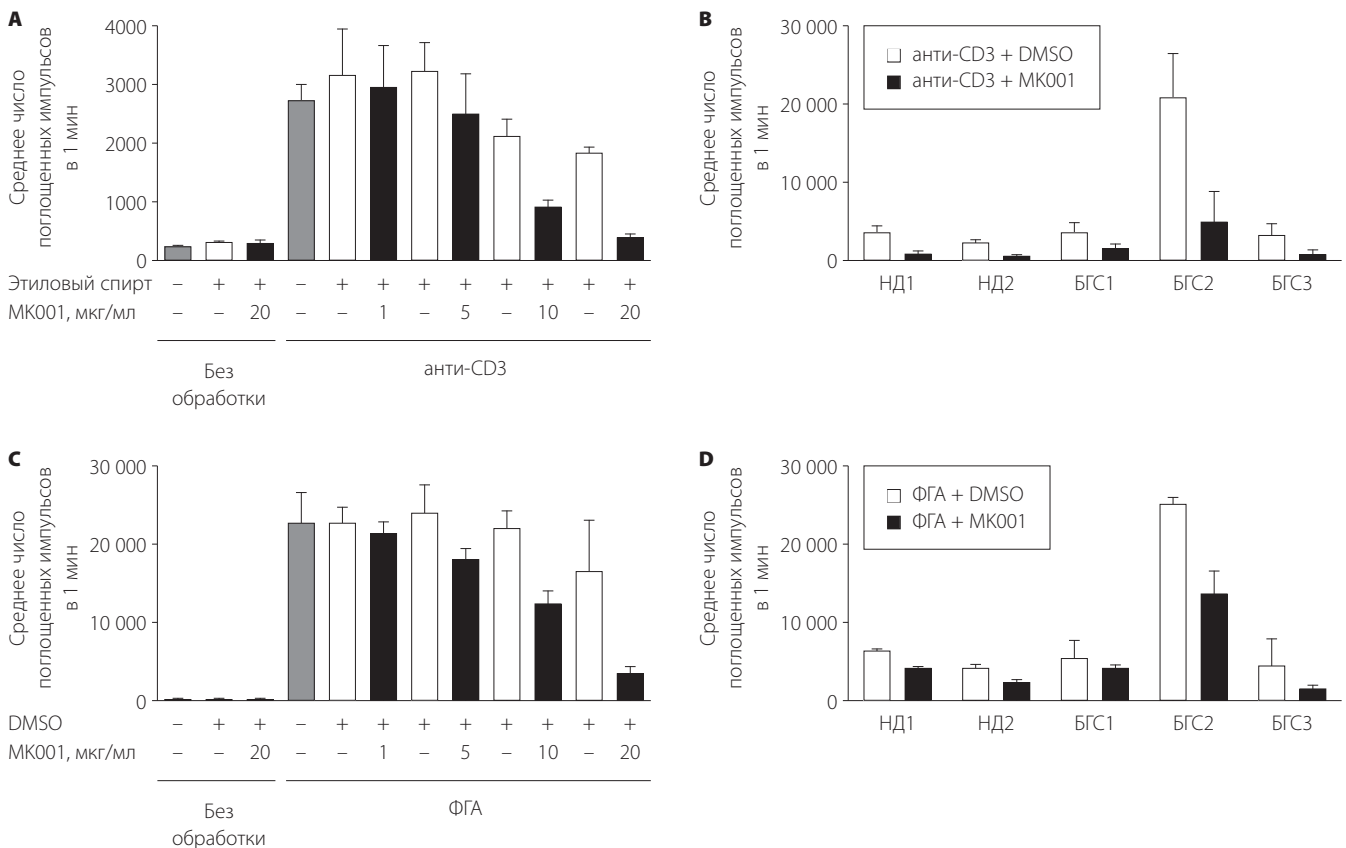 A
Среднее число
поглощенных импульсов
в 1 мин
4000
3000
2000
1000
0
Этиловый спирт – + + – + + + + + + +
МК001, мкг/мл – – 20 – – 1 – 5 – 10 – 20
Без
обработки
анти-CD3
B
Среднее число
поглощенных импульсов
в 1 мин
30 000
20 000
10 000
0
анти-CD3 + DMSO
анти-CD3 + МК001
НД1 НД2 БГС1 БГС2 БГС3
C
Среднее число
поглощенных импульсов
в 1 мин
30 000
20 000
10 000
0
DMSO – + + – + + + + + + + +
МК001, мкг/мл – – 20 – – 1 – 5 – 10 – 20
Без
обработки
ФГА
D
Среднее число
поглощенных импульсов
в 1 мин
30 000
20 000
10 000
0
ФГА + DMSO
ФГА + МК001
НД1 НД2 БГС1 БГС2 БГС3